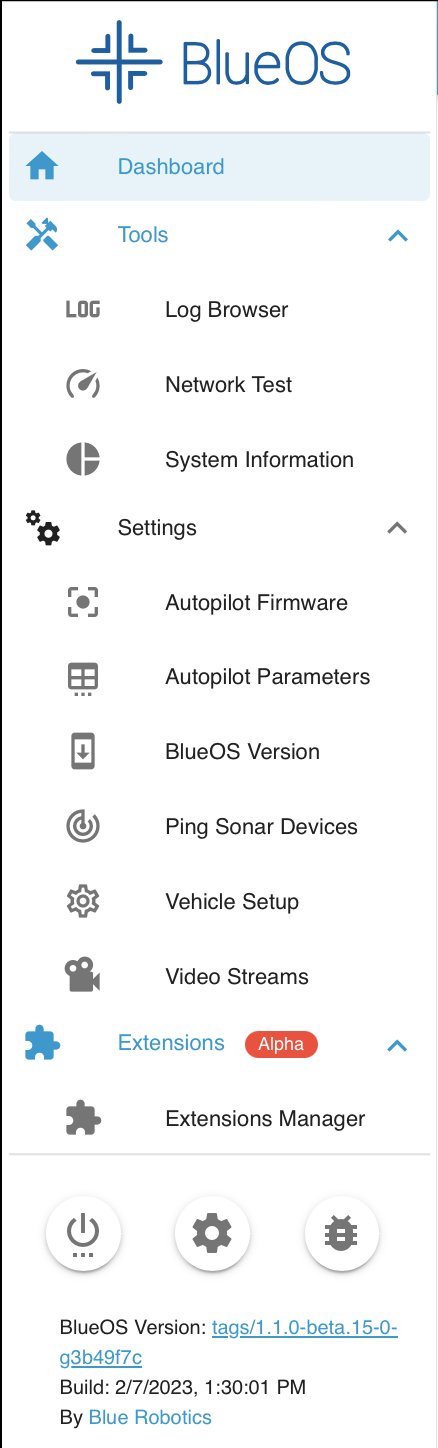 BlueOS
Dashboard
Tools
LOG Log Browser
Network Test
System Information
Settings
Autopilot Firmware
Autopilot Parameters
BlueOS Version
Ping Sonar Devices
Vehicle Setup
Video Streams
Extensions Alpha
Extensions Manager
BlueOS Version: tags/1.1.0-beta.15-0-
g3b49f7c
Build: 2/7/2023, 1:30:01 PM
By Blue Robotics